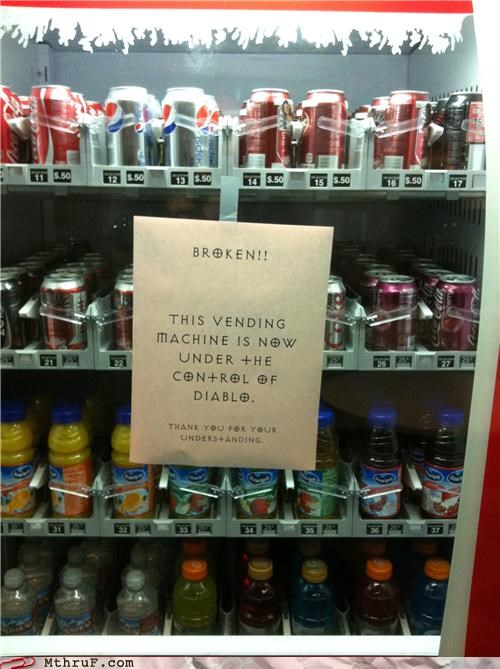 11 $.50 12 $.50 13 $.50 14 $.50 15 $.50 16 $.50 17
BROKEN!!
THIS VENDING
MACHINE IS NOW
UNDER THE
CONTROL OF
DIABLO.
THANK YOU FOR YOUR
UNDERSTANDING.
21 22 26 27
31 32 33 34 35 36 37
MThruF.com